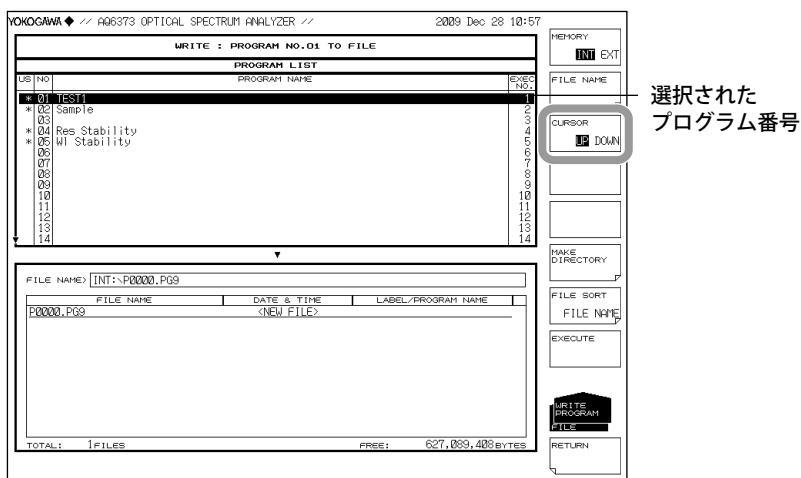 YOKOGAWA ◆ // AQ6373 OPTICAL SPECTRUM ANALYZER // 2009 Dec 28 10:57
WRITE : PROGRAM NO.01 TO FILE
PROGRAM LIST
US NO PROGRAM NAME EXEC NO.
* 01 TEST1 1
* 02 Sample 2
03 3
* 04 Res Stability 4
* 05 Wl Stability 5
06 6
07 7
08 8
09 9
10 10
11 11
12 12
13 13
14 14
FILE NAME> INT:\P0000.PG9
FILE NAME DATE & TIME LABEL/PROGRAM NAME
P0000.PG9 <NEW FILE>
TOTAL: 1FILES FREE: 627,089,408 BYTES
MEMORY
INT EXT
FILE NAME
CURSOR
UP DOWN
MAKE
DIRECTORY
FILE SORT
FILE NAME
EXECUTE
WRITE
PROGRAM
FILE
RETURN
選択された
プログラム番号